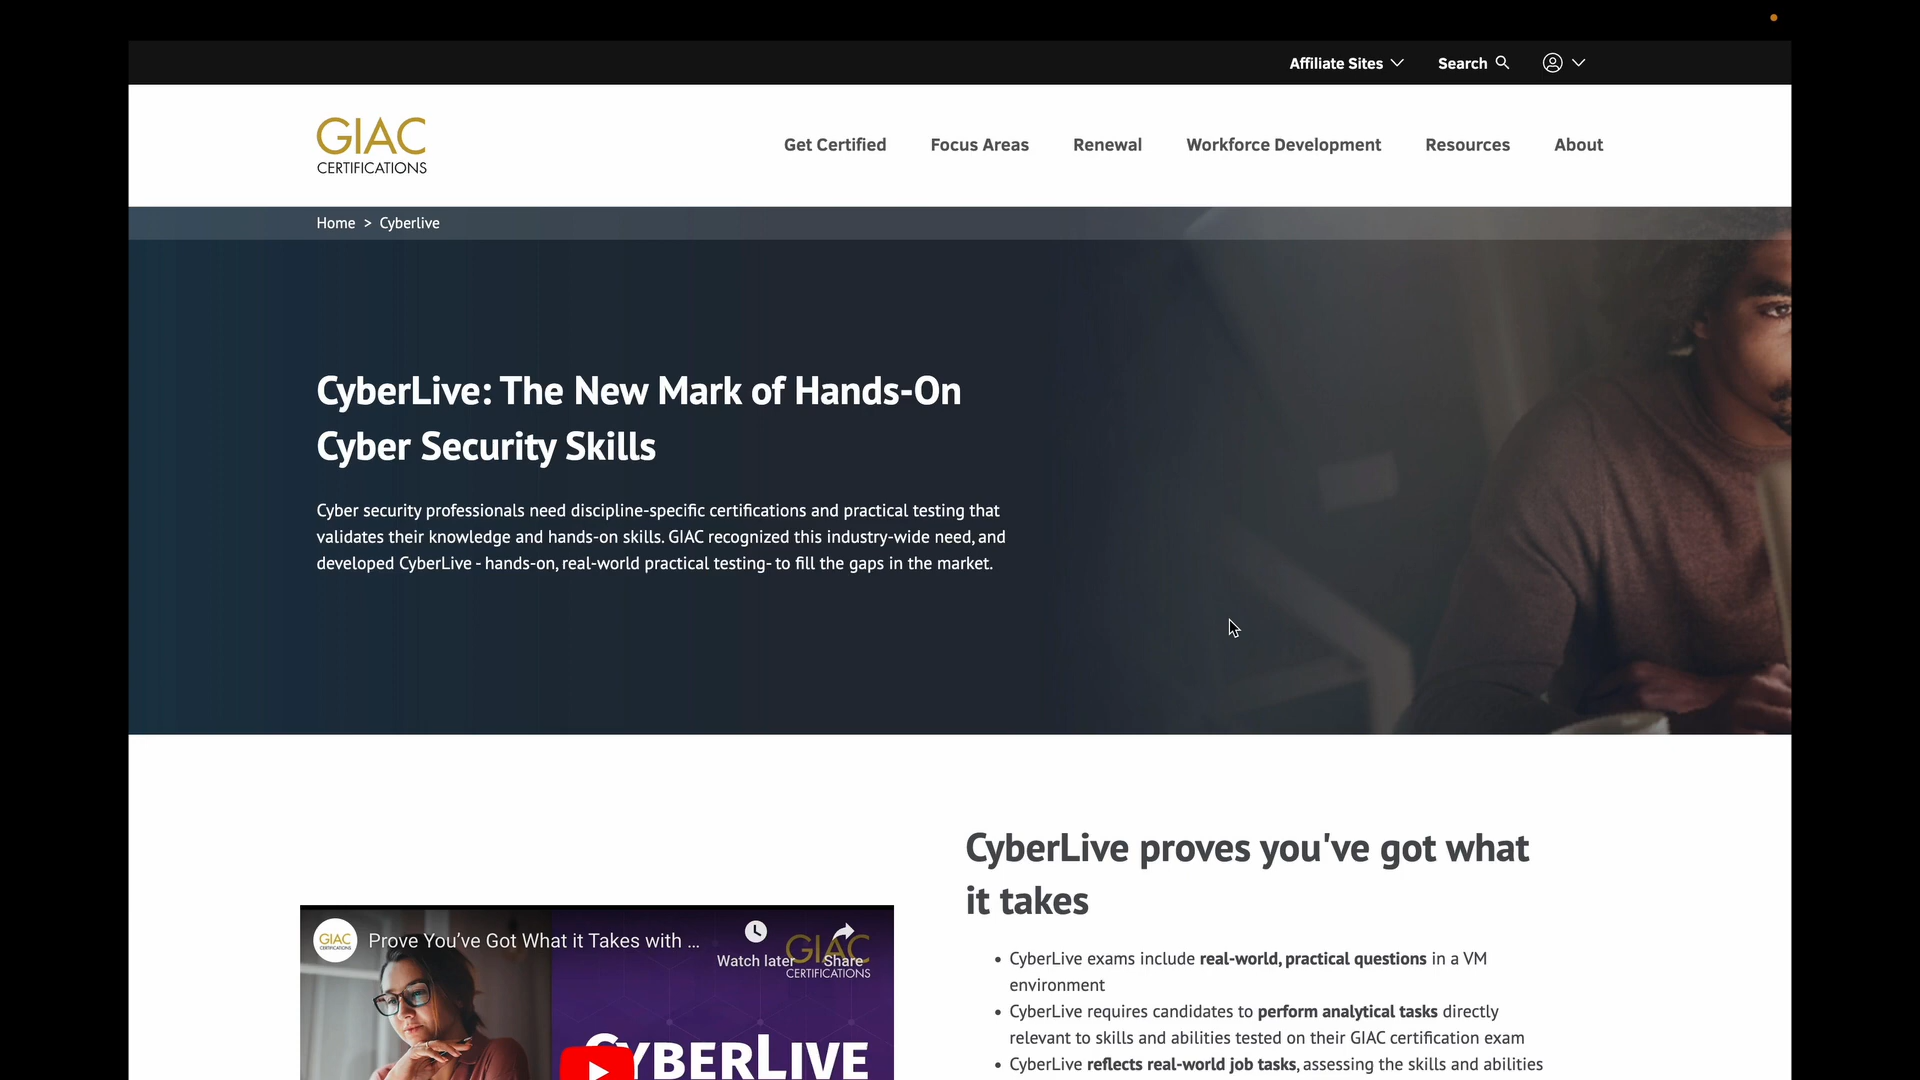 Affiliate Sites
Search
GIAC
CERTIFICATIONS
Get Certified
Focus Areas
Renewal
Workforce Development
Resources
About
Home > Cyberlive
CyberLive: The New Mark of Hands-On
Cyber Security Skills
Cyber security professionals need discipline-specific certifications and practical testing that
validates their knowledge and hands-on skills. GIAC recognized this industry-wide need, and
developed CyberLive - hands-on, real-world practical testing- to fill the gaps in the market.
GIAC
CERTIFICATIONS
Prove You’ve Got What it Takes with ...
Watch later
Share
GIAC
CERTIFICATIONS
CYBERLIVE
CyberLive proves you've got what
it takes
• CyberLive exams include real-world, practical questions in a VM
environment
• CyberLive requires candidates to perform analytical tasks directly
relevant to skills and abilities tested on their GIAC certification exam
• CyberLive reflects real-world job tasks, assessing the skills and abilities